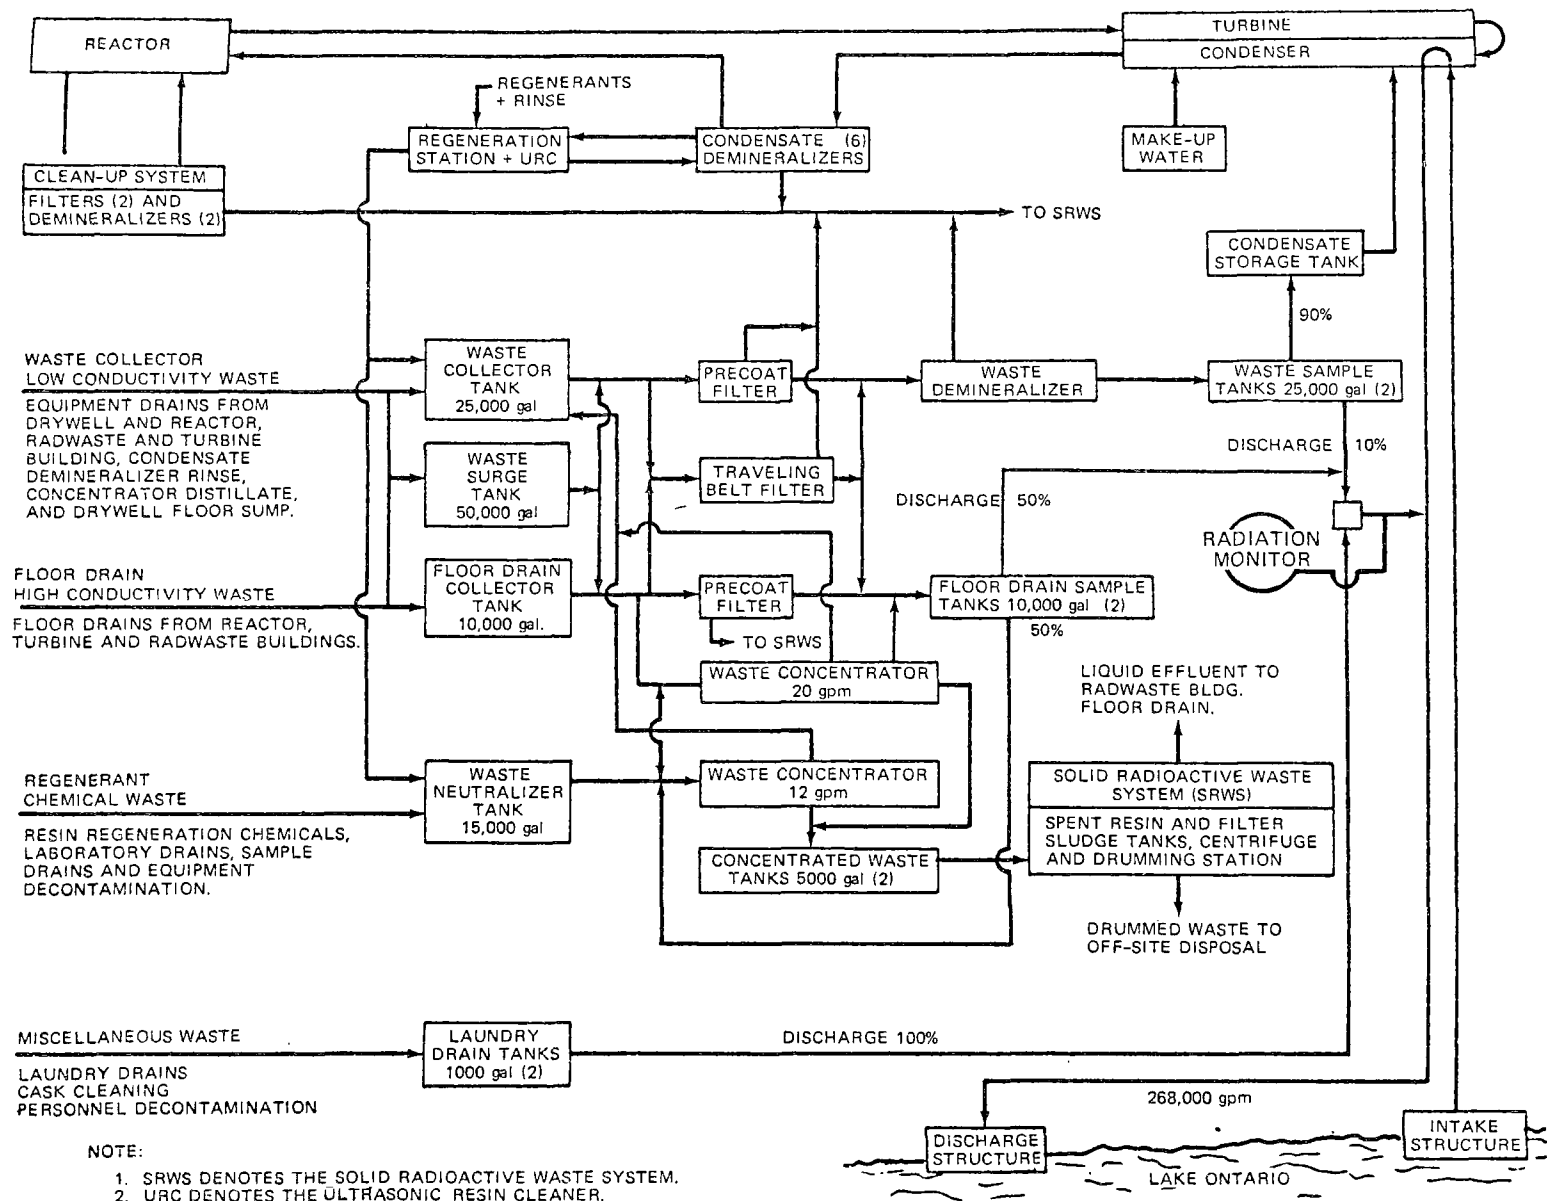 REACTOR
TURBINE
CONDENSER
REGENERANTS
+ RINSE
REGENERATION
STATION + URC
CONDENSATE (6)
DEMINERALIZERS
MAKE-UP
WATER
CLEAN-UP SYSTEM
FILTERS (2) AND
DEMINERALIZERS (2)
TO SRWS
CONDENSATE
STORAGE TANK
90%
WASTE COLLECTOR
LOW CONDUCTIVITY WASTE
EQUIPMENT DRAINS FROM
DRYWELL AND REACTOR,
RADWASTE AND TURBINE
BUILDING, CONDENSATE
DEMINERALIZER RINSE,
CONCENTRATOR DISTILLATE,
AND DRYWELL FLOOR SUMP.
WASTE
COLLECTOR
TANK
25,000 gal
PRECOAT
FILTER
WASTE
DEMINERALIZER
WASTE SAMPLE
TANKS 25,000 gal (2)
DISCHARGE 10%
WASTE
SURGE
TANK
50,000 gal
TRAVELING
BELT FILTER
DISCHARGE 50%
RADIATION
MONITOR
FLOOR DRAIN
HIGH CONDUCTIVITY WASTE
FLOOR DRAINS FROM REACTOR,
TURBINE AND RADWASTE BUILDINGS.
FLOOR DRAIN
COLLECTOR
TANK
10,000 gal.
PRECOAT
FILTER
TO SRWS
FLOOR DRAIN SAMPLE
TANKS 10,000 gal (2)
50%
WASTE CONCENTRATOR
20 gpm
LIQUID EFFLUENT TO
RADWASTE BLDG.
FLOOR DRAIN.
REGENERANT
CHEMICAL WASTE
RESIN REGENERATION CHEMICALS,
LABORATORY DRAINS, SAMPLE
DRAINS AND EQUIPMENT
DECONTAMINATION.
WASTE
NEUTRALIZER
TANK
15,000 gal
WASTE CONCENTRATOR
12 gpm
CONCENTRATED WASTE
TANKS 5000 gal (2)
SOLID RADIOACTIVE WASTE
SYSTEM (SRWS)
SPENT RESIN AND FILTER
SLUDGE TANKS, CENTRIFUGE
AND DRUMMING STATION
DRUMMED WASTE TO
OFF-SITE DISPOSAL
MISCELLANEOUS WASTE
LAUNDRY DRAINS
CASK CLEANING
PERSONNEL DECONTAMINATION
LAUNDRY
DRAIN TANKS
1000 gal (2)
DISCHARGE 100%
268,000 gpm
DISCHARGE
STRUCTURE
INTAKE
STRUCTURE
LAKE ONTARIO
NOTE:
1. SRWS DENOTES THE SOLID RADIOACTIVE WASTE SYSTEM.
2. URC DENOTES THE ULTRASONIC RESIN CLEANER.